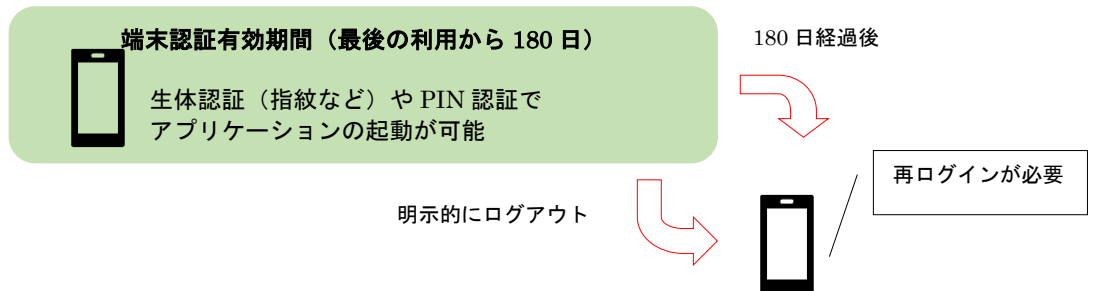 端末認証有効期間（最後の利用から 180 日）
180 日経過後
生体認証（指紋など）や PIN 認証で
アプリケーションの起動が可能
再ログインが必要
明示的にログアウト